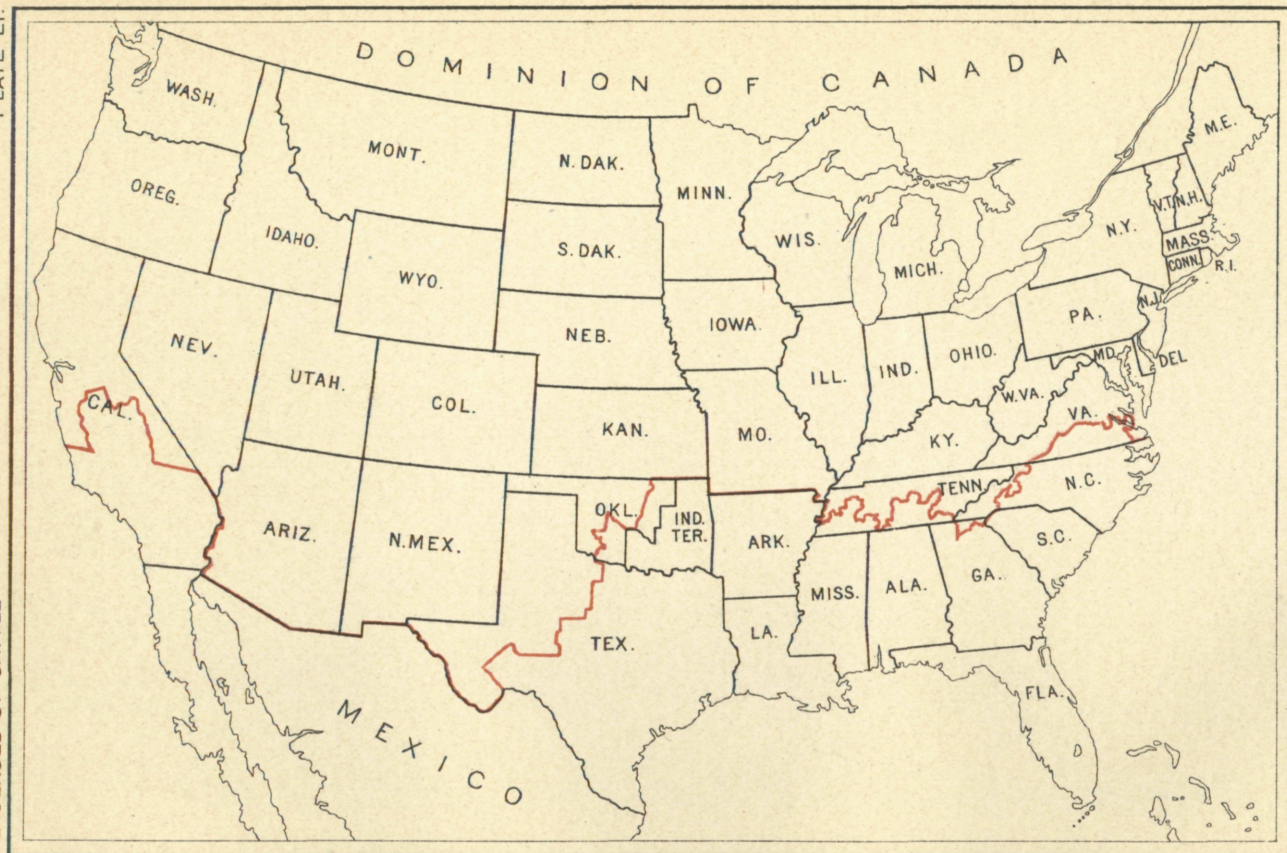 DOMINION OF CANADA
WASH.
MONT.
N. DAK.
MINN.
M.E.
OREG.
IDAHO.
S. DAK.
WIS.
MICH.
N.Y.
V.T.
N.H.
MASS.
CONN.
R.I.
WYO.
NEB.
IOWA.
PA.
N.J.
NEV.
UTAH.
COL.
KAN.
MO.
ILL.
IND.
OHIO.
MD.
DEL
W.VA.
VA.
KY.
CAL.
ARIZ.
N.MEX.
OKL.
IND.
TER.
ARK.
TENN
N.C.
S.C.
MISS.
ALA.
GA.
TEX.
LA.
FLA.
MEXICO